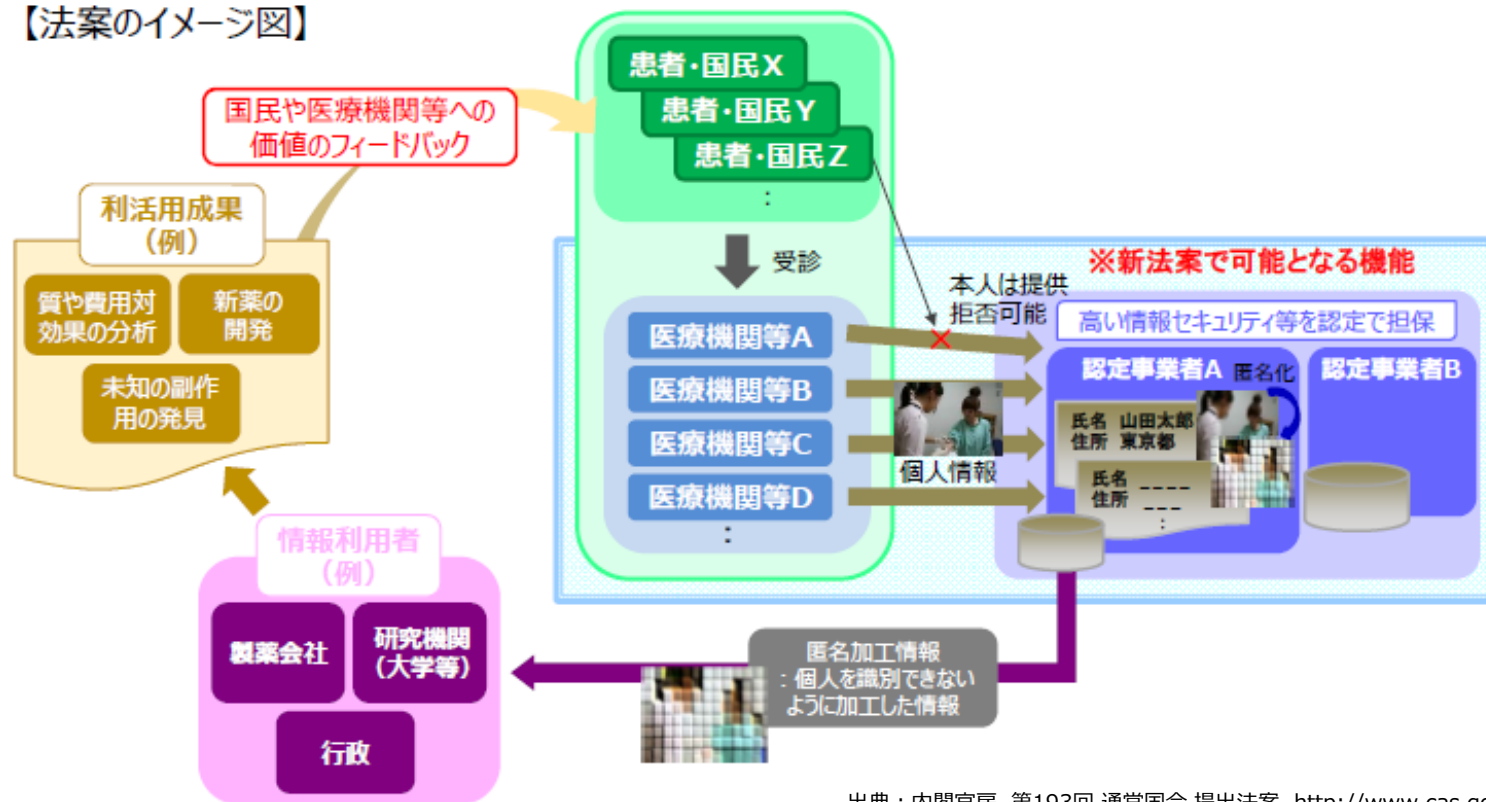 【法案のイメージ図】
国民や医療機関等への
価値のフィードバック
患者・国民X
患者・国民Y
患者・国民Z
:
利活用成果
（例）
質や費用対
効果の分析
新薬の
開発
未知の副作
用の発見
受診
本人は提供
拒否可能
※新法案で可能となる機能
高い情報セキュリティ等を認定で担保
医療機関等A
医療機関等B
医療機関等C
医療機関等D
:
個人情報
認定事業者A
匿名化
認定事業者B
氏名 山田太郎
住所 東京都
氏名 ____
住所 ___
:
情報利用者
（例）
製薬会社
研究機関
（大学等）
行政
匿名加工情報
：個人を識別できない
ように加工した情報